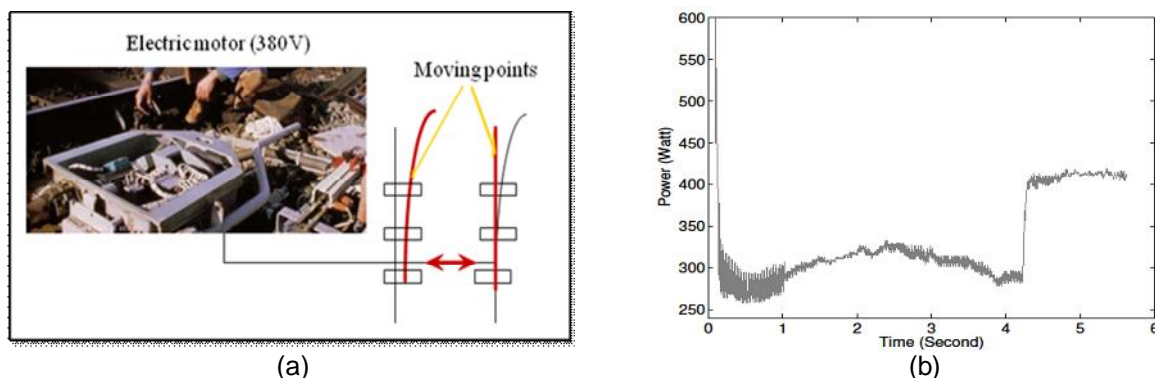 Electric motor (380V)
Moving points
(a)
600
550
500
450
400
350
300
250
Power (Watt)
0
1
2
3
4
5
6
Time (Second)
(b)